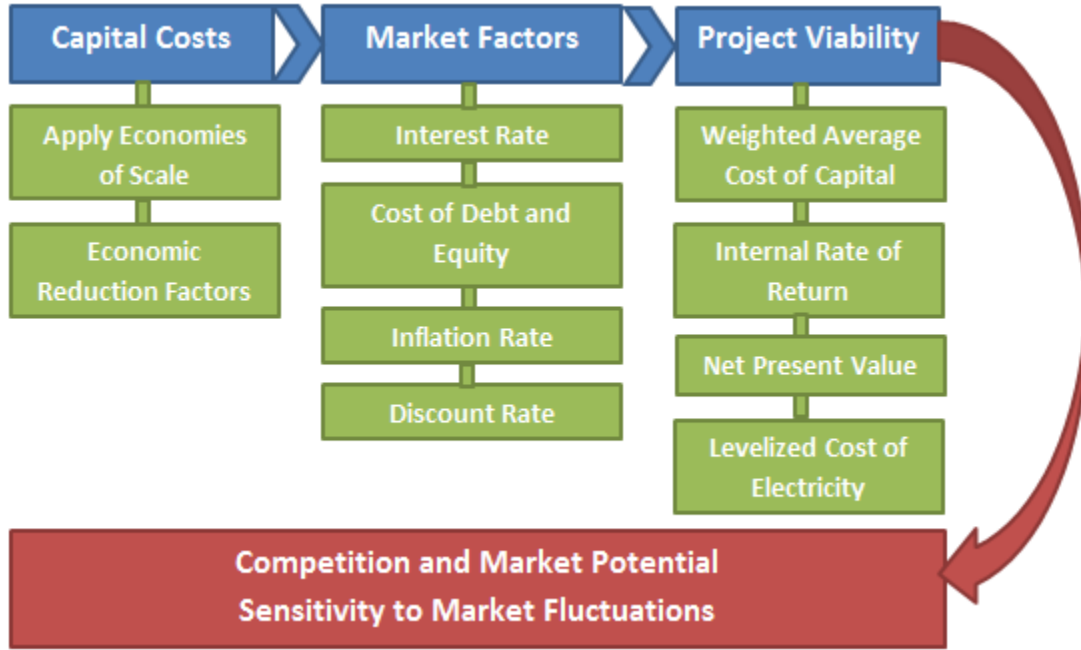 Capital Costs
Apply Economies
of Scale
Economic
Reduction Factors
Market Factors
Interest Rate
Cost of Debt and
Equity
Inflation Rate
Discount Rate
Project Viability
Weighted Average
Cost of Capital
Internal Rate of
Return
Net Present Value
Levelized Cost of
Electricity
Competition and Market Potential
Sensitivity to Market Fluctuations